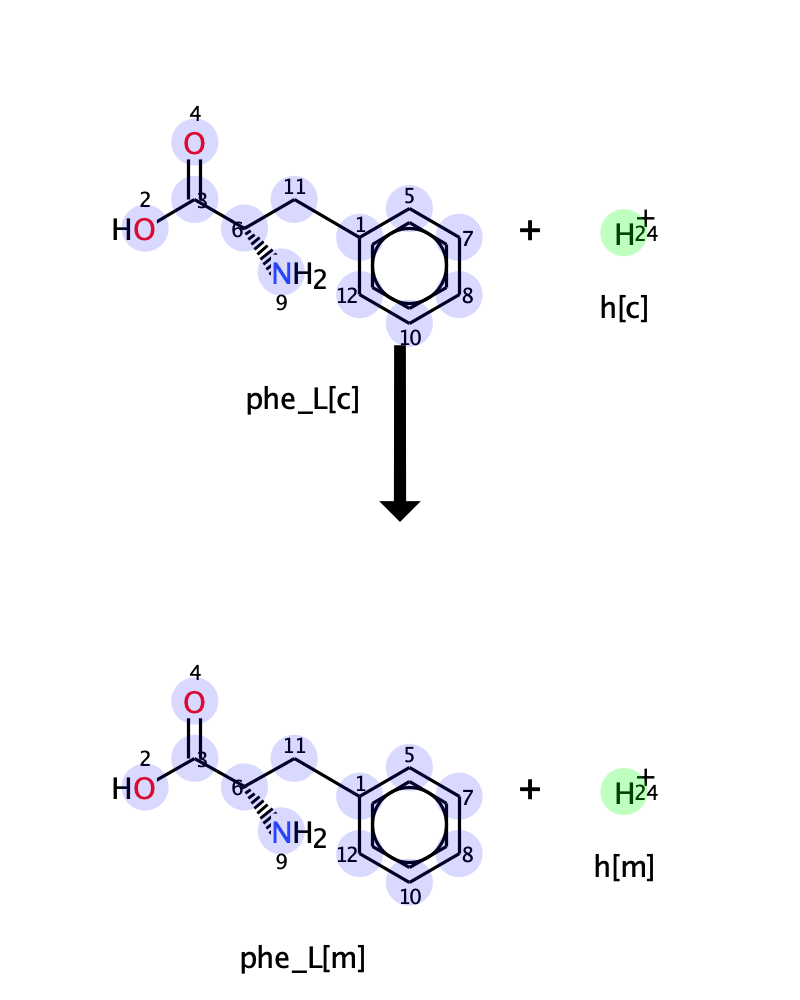 4
O
2 3 11 5
HO 6 1 7
+ H+ 24
NH2
9 12 8
10
h[c]
phe_L[c]
4
O
2 3 11 5
HO 6 1 7
+ H+ 24
NH2
9 12 8
10
h[m]
phe_L[m]